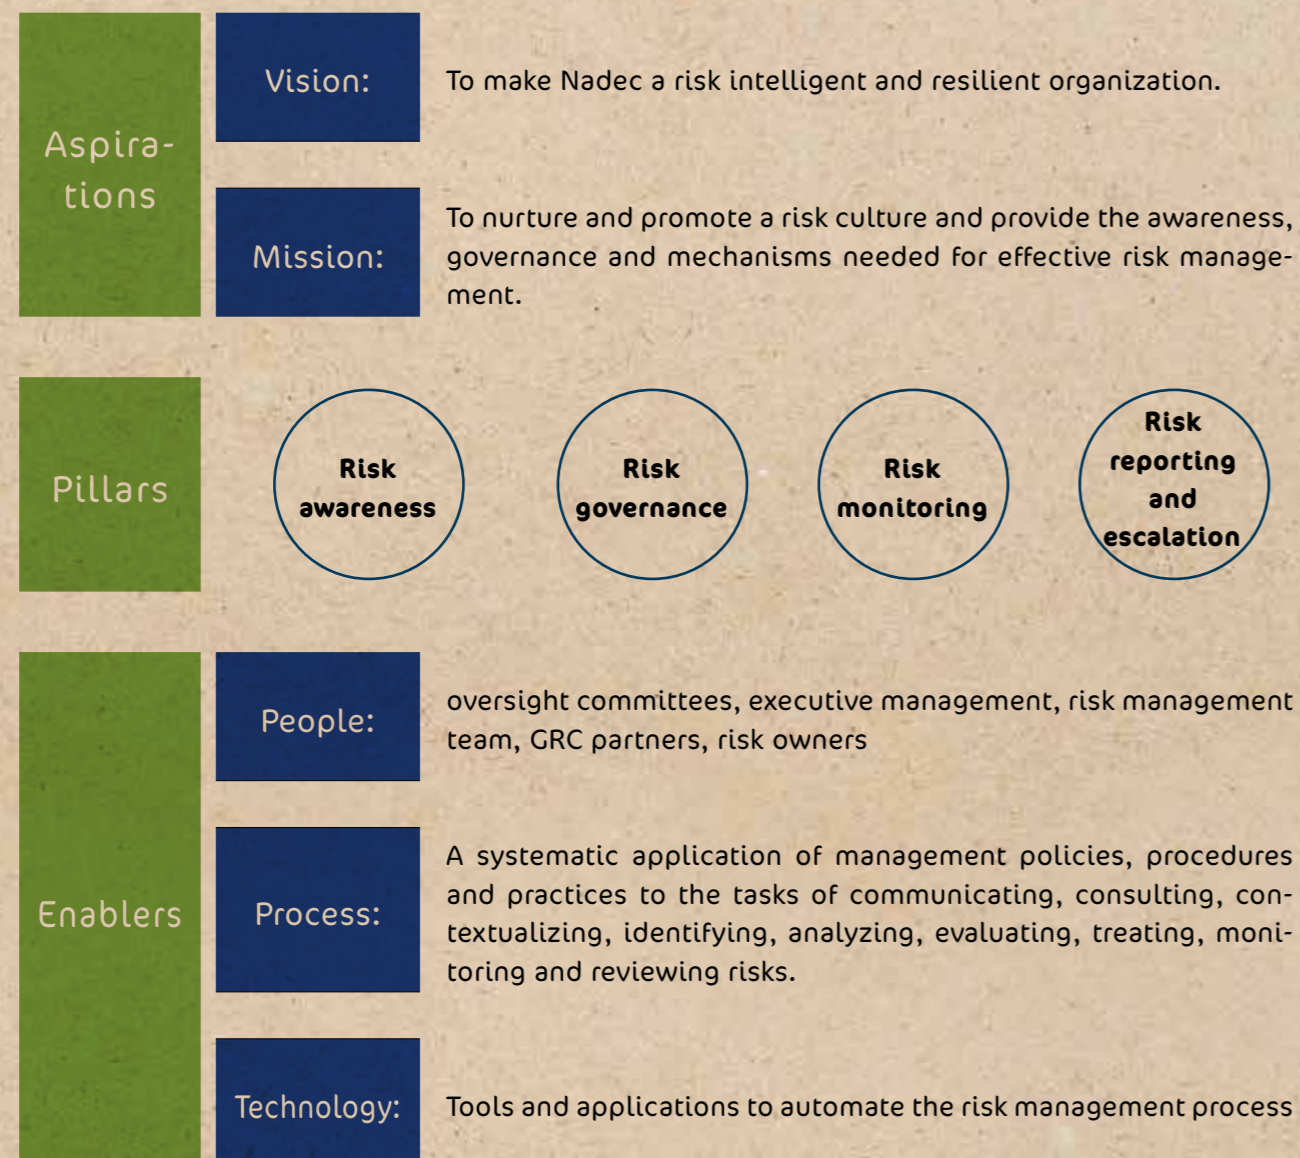 Aspira-
tions
Vision:
To make Nadec a risk intelligent and resilient organization.
Mission:
To nurture and promote a risk culture and provide the awareness,
governance and mechanisms needed for effective risk manage-
ment.
Pillars
Risk
awareness
Risk
governance
Risk
monitoring
Risk
reporting
and
escalation
Enablers
People:
oversight committees, executive management, risk management
team, GRC partners, risk owners
Process:
A systematic application of management policies, procedures
and practices to the tasks of communicating, consulting, con-
textualizing, identifying, analyzing, evaluating, treating, moni-
toring and reviewing risks.
Technology:
Tools and applications to automate the risk management process